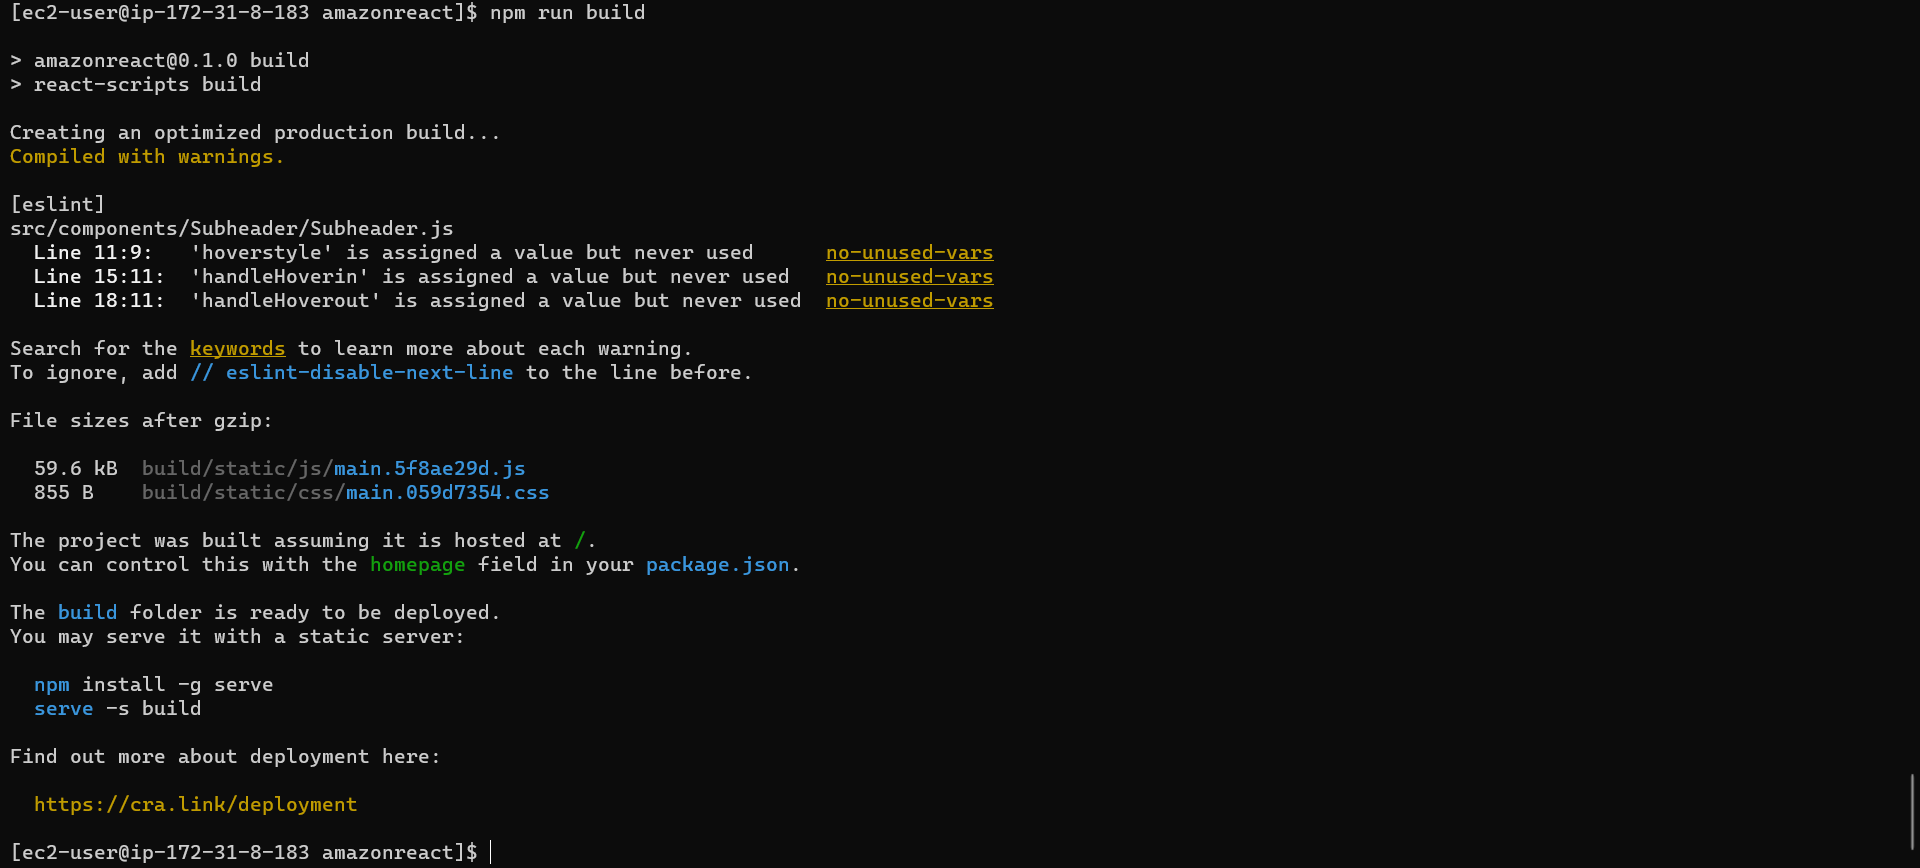 [ec2-user@ip-172-31-8-183 amazonreact]$ npm run build
> amazonreact@0.1.0 build
> react-scripts build
Creating an optimized production build...
Compiled with warnings.
[eslint]
src/components/Subheader/Subheader.js
  Line 11:9:   'hoverstyle' is assigned a value but never used      no-unused-vars
  Line 15:11:  'handleHoverin' is assigned a value but never used   no-unused-vars
  Line 18:11:  'handleHoverout' is assigned a value but never used  no-unused-vars
Search for the keywords to learn more about each warning.
To ignore, add // eslint-disable-next-line to the line before.
File sizes after gzip:
  59.6 kB  build/static/js/main.5f8ae29d.js
  855 B    build/static/css/main.059d7354.css
The project was built assuming it is hosted at /.
You can control this with the homepage field in your package.json.
The build folder is ready to be deployed.
You may serve it with a static server:
  npm install -g serve
  serve -s build
Find out more about deployment here:
  https://cra.link/deployment
[ec2-user@ip-172-31-8-183 amazonreact]$